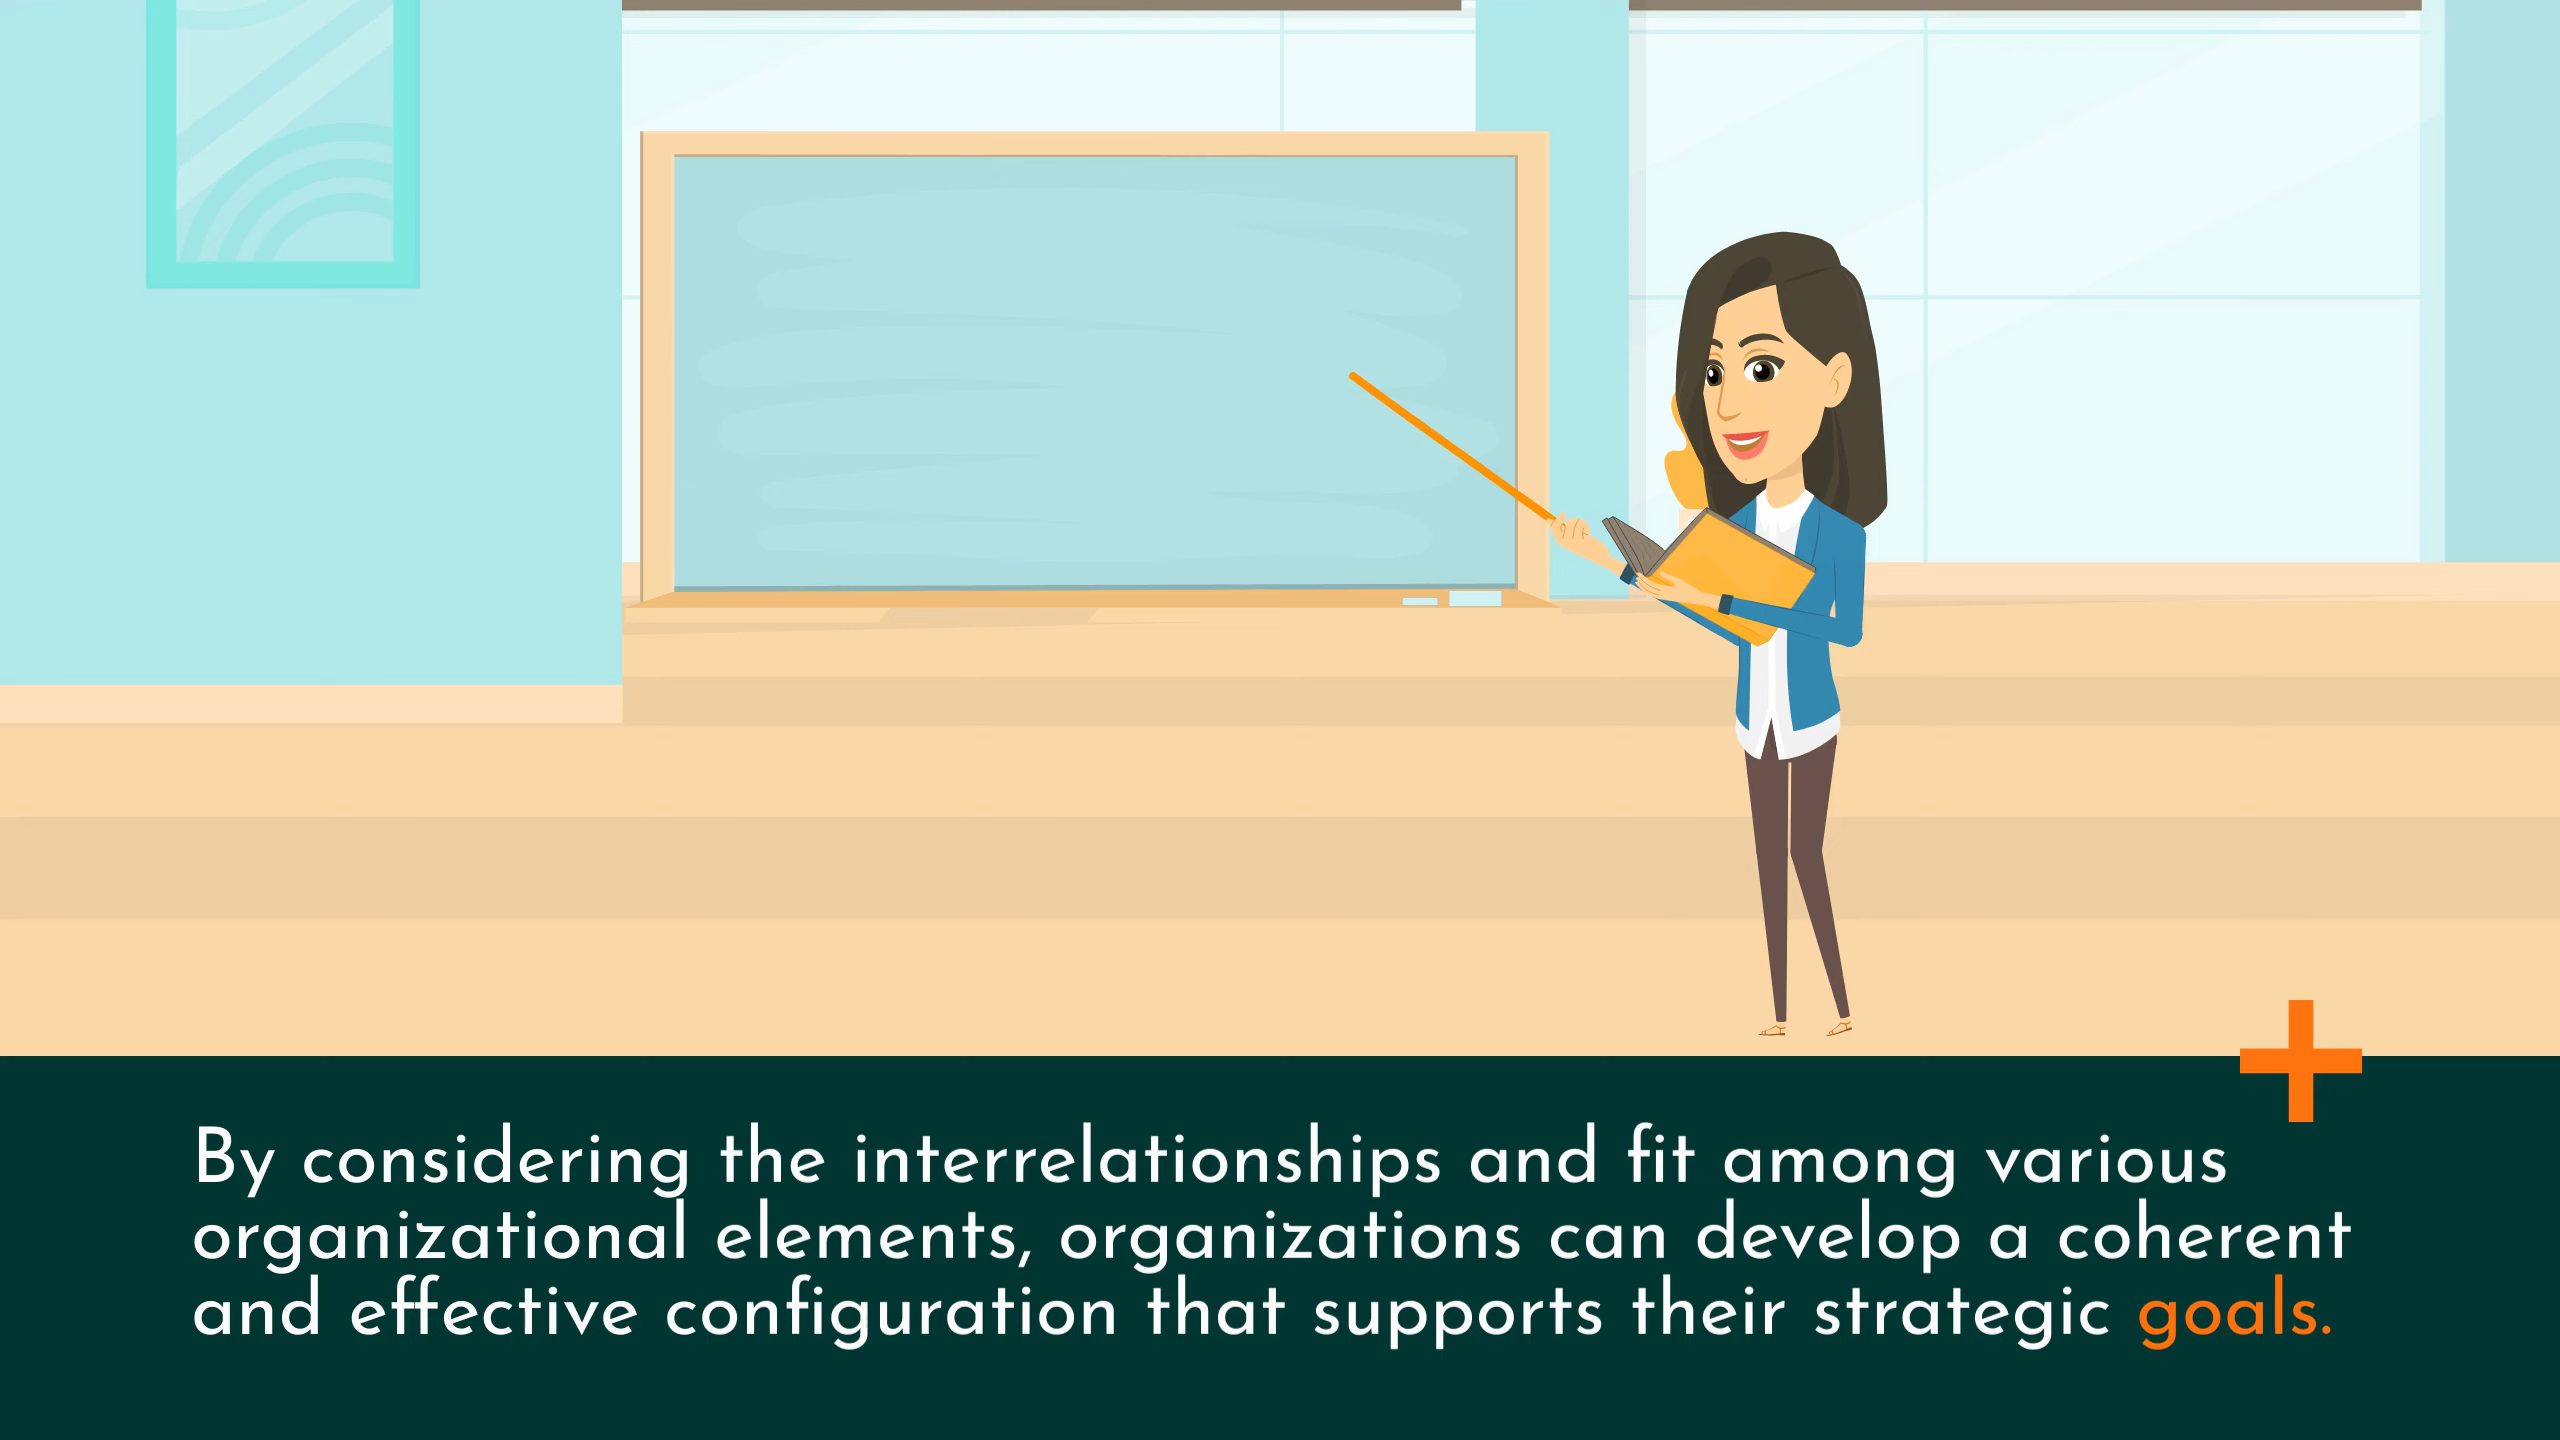 By considering the interrelationships and fit among various
organizational elements, organizations can develop a coherent
and effective configuration that supports their strategic goals.